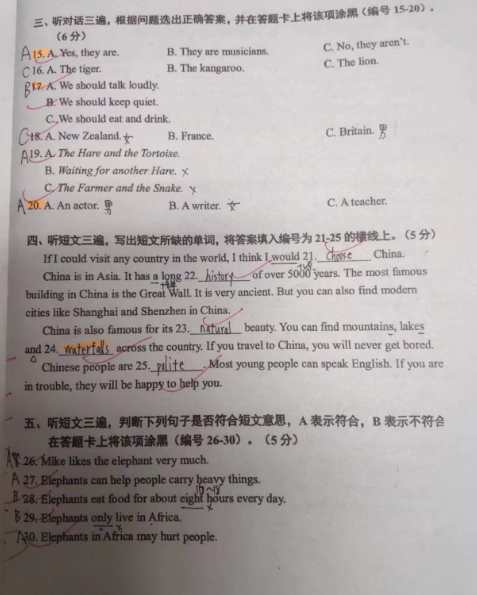 三、听对话三遍，根据问题选出正确答案，并在答题卡上将该项涂黑（编号 15-20）。
（6 分）
A 15. A. Yes, they are. B. They are musicians. C. No, they aren't.
C 16. A. The tiger. B. The kangaroo. C. The lion.
B 17. A. We should talk loudly.
B. We should keep quiet.
C. We should eat and drink.
C 18. A. New Zealand. 女 B. France. C. Britain. 男
A 19. A. The Hare and the Tortoise.
B. Waiting for another Hare. ×
C. The Farmer and the Snake. ×
A 20. A. An actor. 男 B. A writer. 女 C. A teacher.
四、听短文三遍，写出短文所缺的单词，将答案填入编号为 21-25 的横线上。（5 分）
If I could visit any country in the world, I think I would 21. choose China.
China is in Asia. It has a long 22. history of over 5000 years. The most famous
building in China is the Great Wall. It is very ancient. But you can also find modern
cities like Shanghai and Shenzhen in China.
China is also famous for its 23. natural beauty. You can find mountains, lakes
and 24. waterfalls across the country. If you travel to China, you will never get bored.
Chinese people are 25. polite. Most young people can speak English. If you are
in trouble, they will be happy to help you.
五、听短文三遍，判断下列句子是否符合短文意思，A 表示符合，B 表示不符合
在答题卡上将该项涂黑（编号 26-30）。（5 分）
A 26. Mike likes the elephant very much.
A 27. Elephants can help people carry heavy things.
B 28. Elephants eat food for about eight hours every day.
B 29. Elephants only live in Africa.
A 30. Elephants in Africa may hurt people.